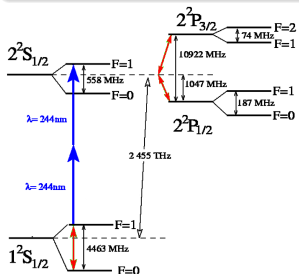 2²P₃/₂
F=2
74 MHz
F=1
2²S₁/₂
F=1
558 MHz
F=0
10922 MHz
1047 MHz
F=1
187 MHz
F=0
2²P₁/₂
λ= 244nm
2 455 THz
λ= 244nm
1²S₁/₂
F=1
4463 MHz
F=0